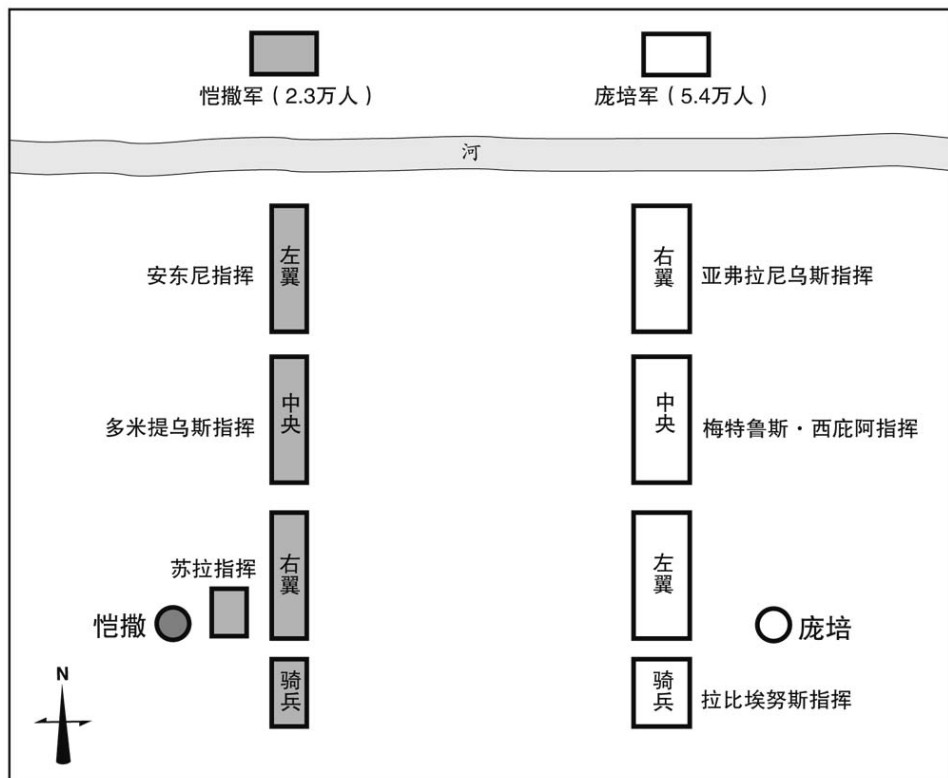 恺撒军（2.3万人）
庞培军（5.4万人）
河
安东尼指挥
左翼
右翼
亚弗拉尼乌斯指挥
多米提乌斯指挥
中央
中央
梅特鲁斯·西庇阿指挥
苏拉指挥
右翼
左翼
恺撒
庞培
骑兵
骑兵
拉比埃努斯指挥
N